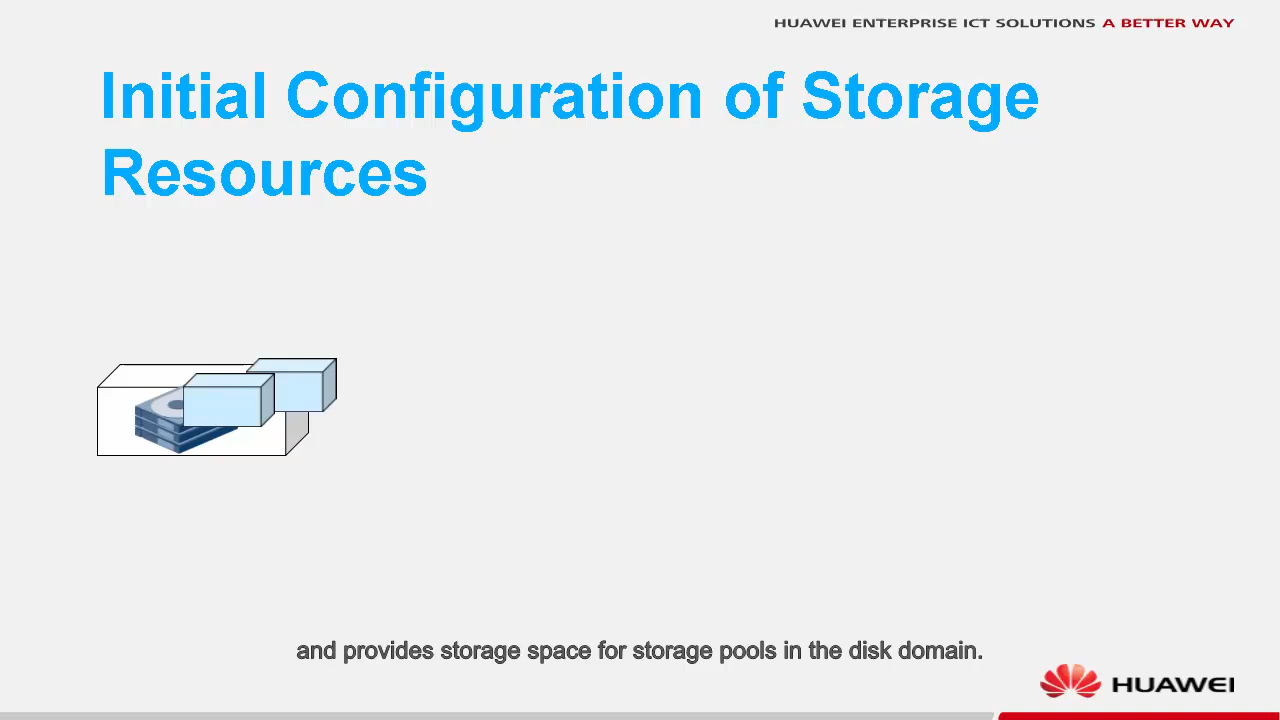 HUAWEI ENTERPRISE ICT SOLUTIONS A BETTER WAY
Initial Configuration of Storage
Resources
and provides storage space for storage pools in the disk domain.
HUAWEI